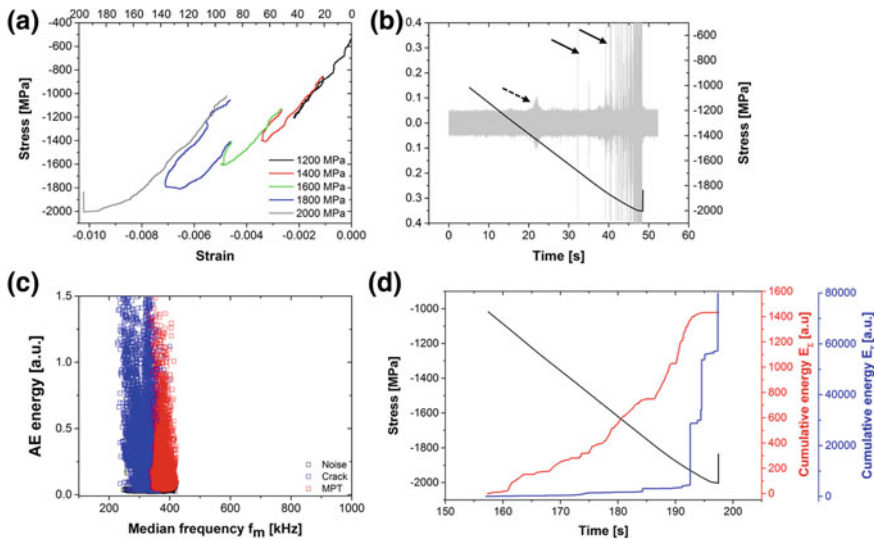 (a)
200 180 160 140 120 100 80 60 40 20 0
-400
-600
-800
-1000
-1200
-1400
-1600
-1800
-2000
Stress [MPa]
1200 MPa
1400 MPa
1600 MPa
1800 MPa
2000 MPa
-0.010 -0.008 -0.006 -0.004 -0.002 0.000
Strain
(b)
0.4
0.3
0.2
0.1
0.0
0.1
0.2
0.3
0.4
-600
-800
-1000
-1200
-1400
-1600
-1800
-2000
Stress [MPa]
0 10 20 30 40 50 60
Time [s]
(c)
1.5
1.0
0.5
0.0
AE energy [a.u.]
Noise
Crack
MPT
200 400 600 800 1000
Median frequency fm [kHz]
(d)
-1000
-1200
-1400
-1600
-1800
-2000
Stress [MPa]
150 160 170 180 190 200
Time [s]
1600
1400
1200
1000
800
600
400
200
0
Cumulative energy EΣ [a.u]
80000
60000
40000
20000
0
Cumulative energy E [a.u.]